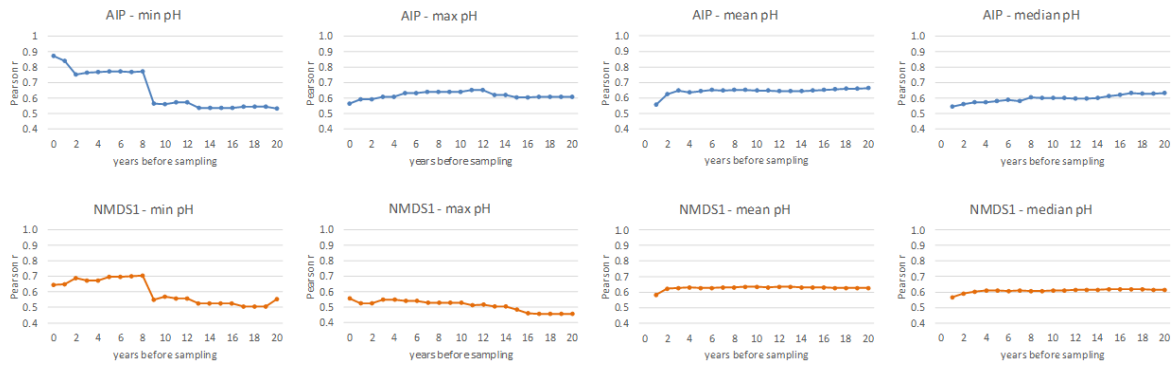 AIP - min pH
AIP - max pH
AIP - mean pH
AIP - median pH
Pearson r
1
0.9
0.8
0.7
0.6
0.5
0.4
0 2 4 6 8 10 12 14 16 18 20
years before sampling
Pearson r
1.0
0.9
0.8
0.7
0.6
0.5
0.4
0 2 4 6 8 10 12 14 16 18 20
years before sampling
Pearson r
1.0
0.9
0.8
0.7
0.6
0.5
0.4
0 2 4 6 8 10 12 14 16 18 20
years before sampling
Pearson r
1.0
0.9
0.8
0.7
0.6
0.5
0.4
0 2 4 6 8 10 12 14 16 18 20
years before sampling
NMDS1 - min pH
NMDS1 - max pH
NMDS1 - mean pH
NMDS1 - median pH
Pearson r
1.0
0.9
0.8
0.7
0.6
0.5
0.4
0 2 4 6 8 10 12 14 16 18 20
years before sampling
Pearson r
1.0
0.9
0.8
0.7
0.6
0.5
0.4
0 2 4 6 8 10 12 14 16 18 20
years before sampling
Pearson r
1.0
0.9
0.8
0.7
0.6
0.5
0.4
0 2 4 6 8 10 12 14 16 18 20
years before sampling
Pearson r
1.0
0.9
0.8
0.7
0.6
0.5
0.4
0 2 4 6 8 10 12 14 16 18 20
years before sampling